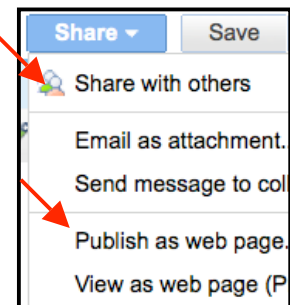 Share Save
Share with others
Email as attachment.
Send message to coll
Publish as web page.
View as web page (P